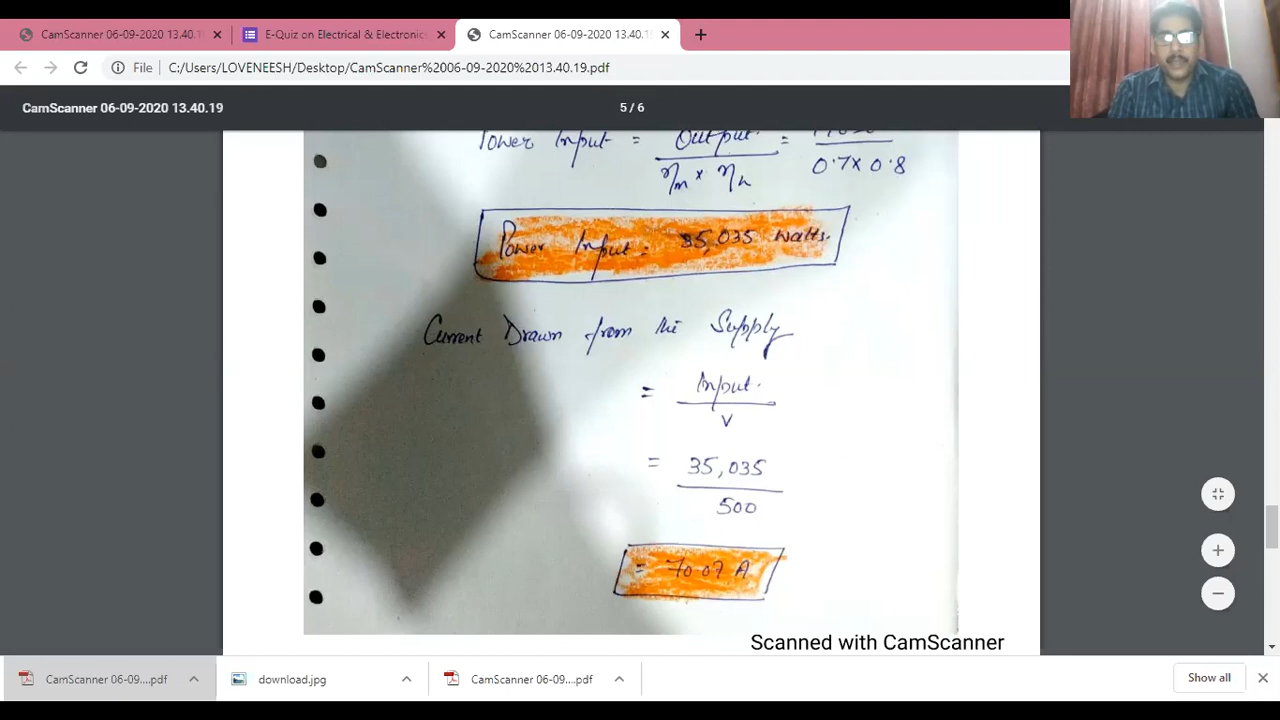 CamScanner 06-09-2020 13.40.1
E-Quiz on Electrical & Electronics
CamScanner 06-09-2020 13.40.19
File C:/Users/LOVENEESH/Desktop/CamScanner%2006-09-2020%2013.40.19.pdf
CamScanner 06-09-2020 13.40.19 5 / 6
Power Input = Output =
ηm × ηh 0.7 x 0.8
Power Input = 35,035 watts.
Current Drawn from the Supply
= Input.
V
= 35,035
500
= 70.07 A
Scanned with CamScanner
CamScanner 06-09....pdf download.jpg CamScanner 06-09....pdf Show all